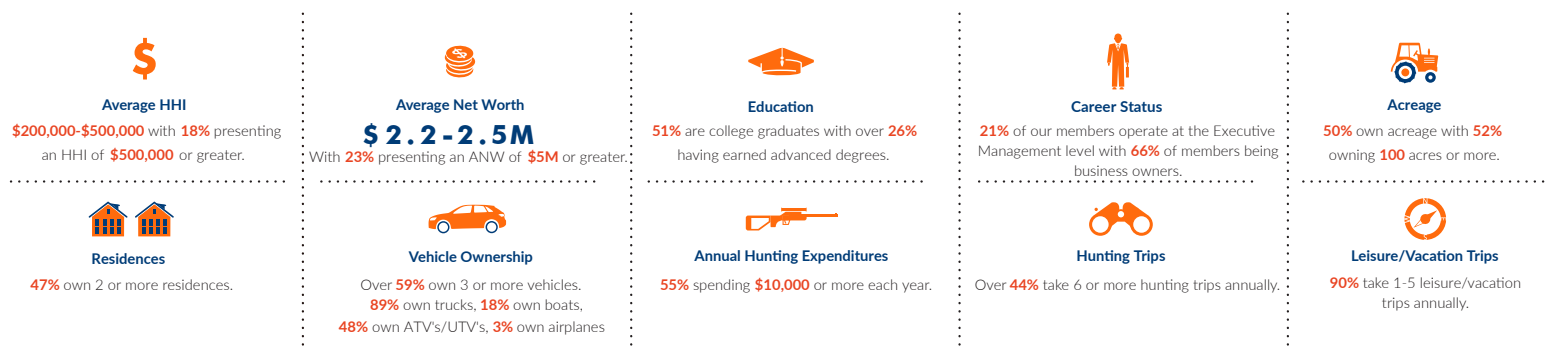 Average HHI
$200,000-$500,000 with 18% presenting
an HHI of $500,000 or greater.
Average Net Worth
$2.2-2.5M
With 23% presenting an ANW of $5M or greater.
Education
51% are college graduates with over 26%
having earned advanced degrees.
Career Status
21% of our members operate at the Executive
Management level with 66% of members being
business owners.
Acreage
50% own acreage with 52%
owning 100 acres or more.
Residences
47% own 2 or more residences.
Vehicle Ownership
Over 59% own 3 or more vehicles.
89% own trucks, 18% own boats,
48% own ATV's/UTV's, 3% own airplanes
Annual Hunting Expenditures
55% spending $10,000 or more each year.
Hunting Trips
Over 44% take 6 or more hunting trips annually.
Leisure/Vacation Trips
90% take 1-5 leisure/vacation
trips annually.